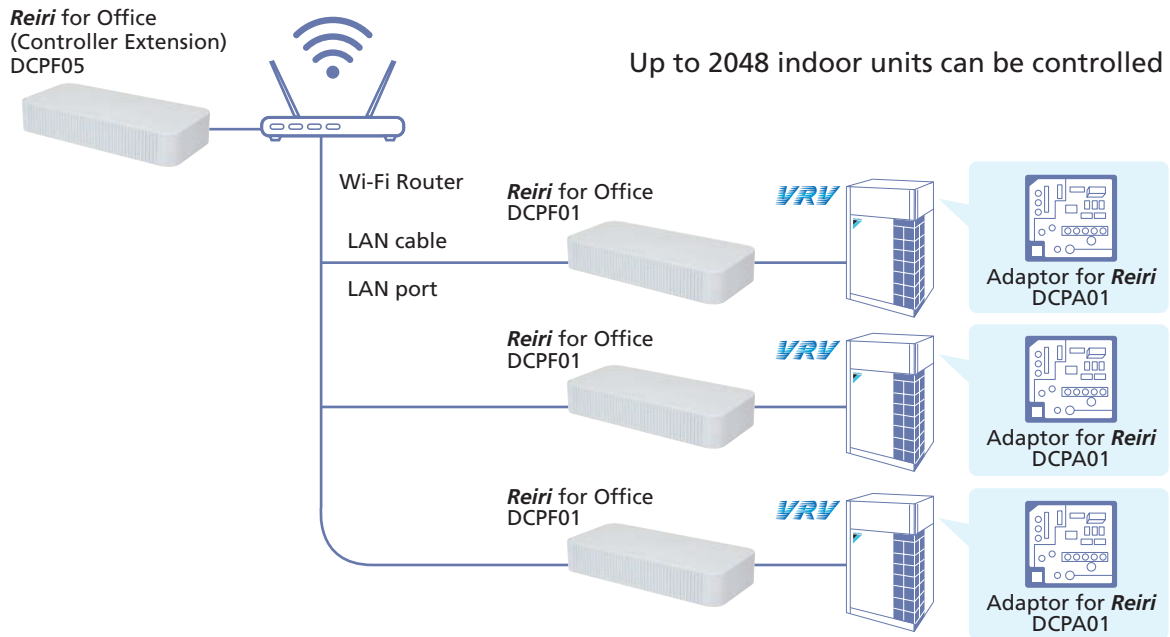 Reiri for Office
(Controller Extension)
DCPF05
Up to 2048 indoor units can be controlled
Wi-Fi Router
LAN cable
LAN port
Reiri for Office
DCPF01
VRV
Adaptor for Reiri
DCPA01
Reiri for Office
DCPF01
VRV
Adaptor for Reiri
DCPA01
Reiri for Office
DCPF01
VRV
Adaptor for Reiri
DCPA01